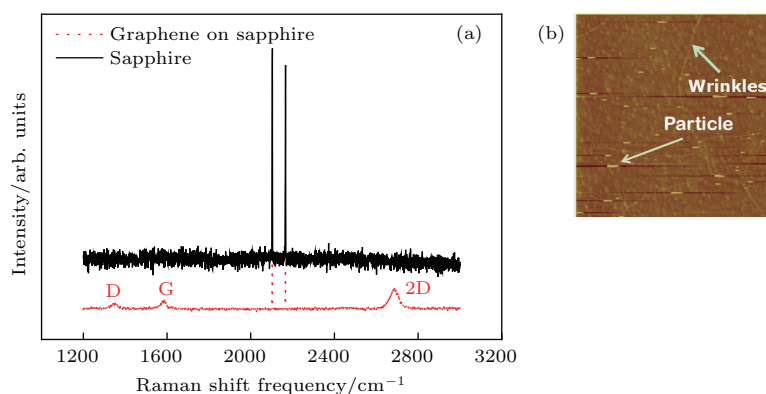 (a)
Graphene on sapphire
Sapphire
Intensity/arb. units
D
G
2D
1200
1600
2000
2400
2800
3200
Raman shift frequency/cm⁻¹
(b)
Wrinkles
Particle